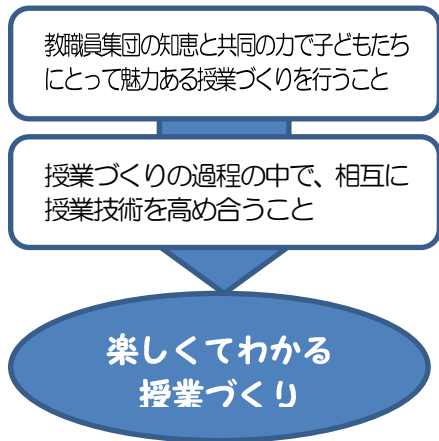 教職員集団の知恵と共同の力で子どもたち
にとって魅力ある授業づくりを行うこと
授業づくりの過程の中で、相互に
授業技術を高め合うこと
楽しくてわかる
授業づくり